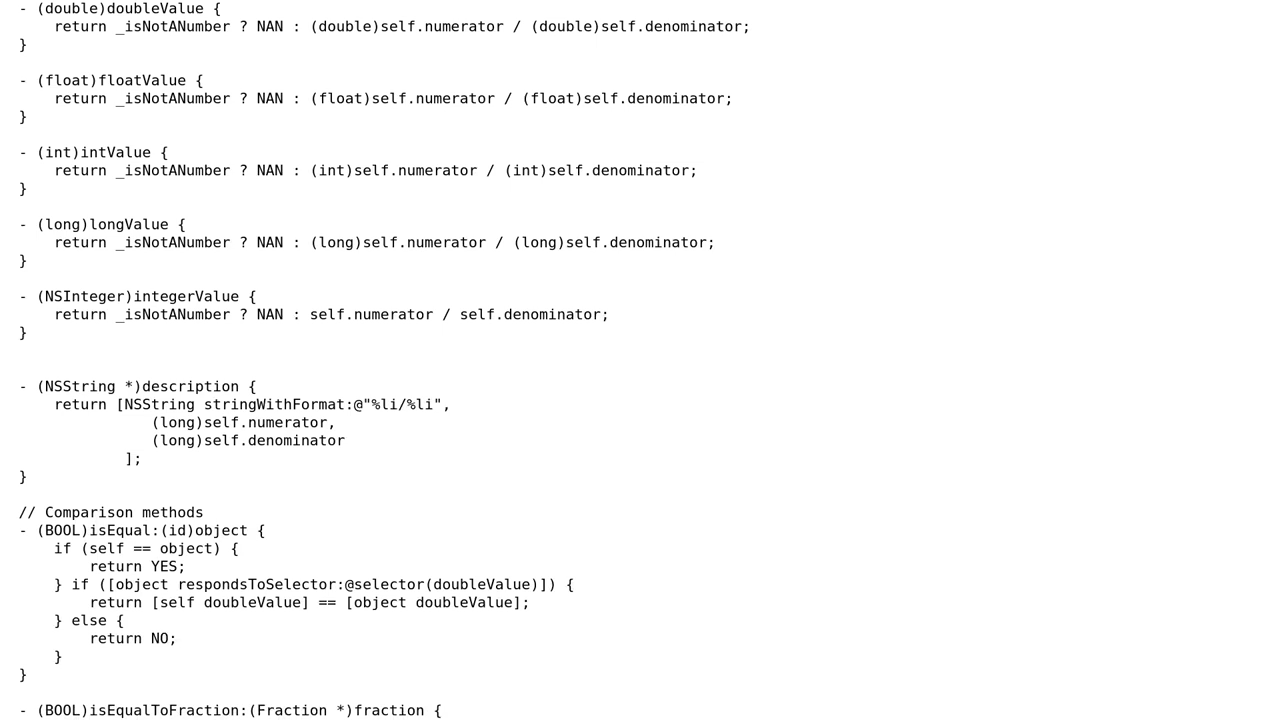 - (double)doubleValue {
    return _isNotANumber ? NAN : (double)self.numerator / (double)self.denominator;
}

- (float)floatValue {
    return _isNotANumber ? NAN : (float)self.numerator / (float)self.denominator;
}

- (int)intValue {
    return _isNotANumber ? NAN : (int)self.numerator / (int)self.denominator;
}

- (long)longValue {
    return _isNotANumber ? NAN : (long)self.numerator / (long)self.denominator;
}

- (NSInteger)integerValue {
    return _isNotANumber ? NAN : self.numerator / self.denominator;
}


- (NSString *)description {
    return [NSString stringWithFormat:@"%li/%li",
               (long)self.numerator,
               (long)self.denominator
            ];
}

// Comparison methods
- (BOOL)isEqual:(id)object {
    if (self == object) {
        return YES;
    } if ([object respondsToSelector:@selector(doubleValue)]) {
        return [self doubleValue] == [object doubleValue];
    } else {
        return NO;
    }
}

- (BOOL)isEqualToFraction:(Fraction *)fraction {